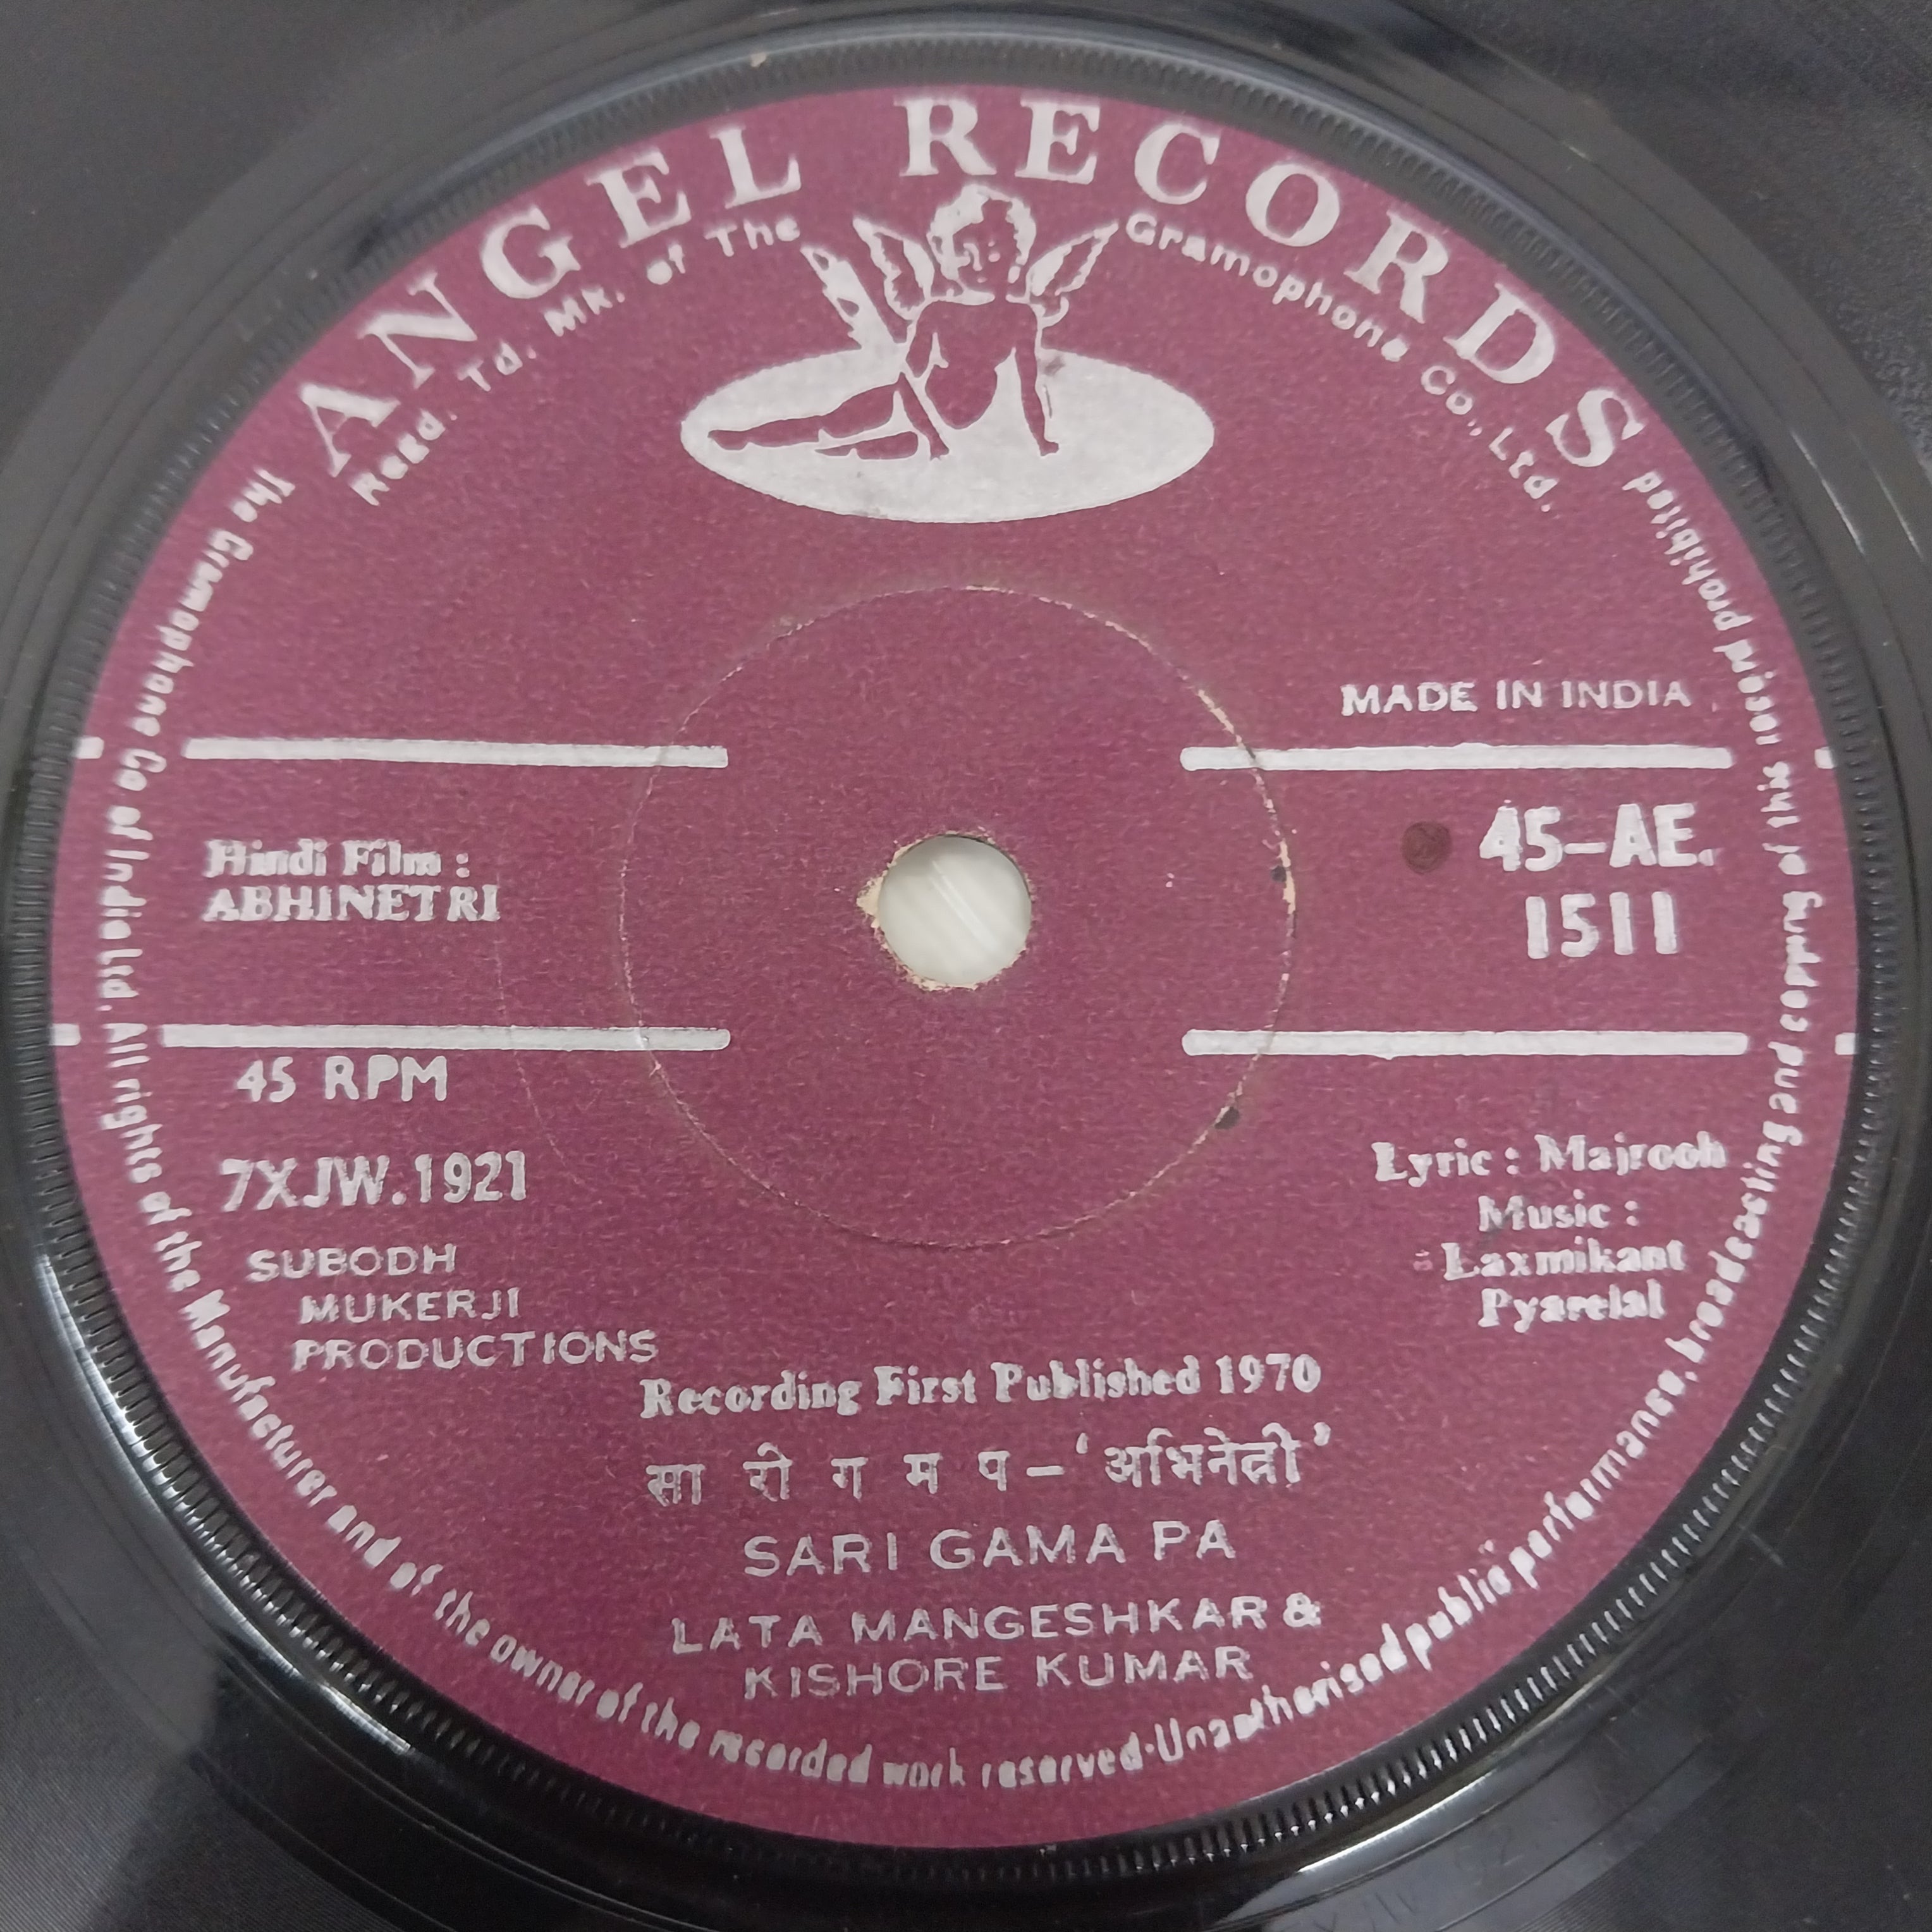 ANGEL RECORDS
Regd. Td. Mk. of The Gramophone Co., Ltd.
MADE IN INDIA
Hindi Film :
ABHINETRI
45-AE.
1511
45 RPM
7XJW.1921
SUBODH
MUKERJI
PRODUCTIONS
Lyric : Majrooh
Music :
Laxmikant
Pyarelal
Recording First Published 1970
सा री ग म प – ‘अभिनेत्री’
SARI GAMA PA
LATA MANGESHKAR &
KISHORE KUMAR
The Gramophone Co of India Ltd. All rights of the Manufacturer and of the owner of the recorded work reserved·Unauthorised public performance, broadcasting and copying of this record prohibited